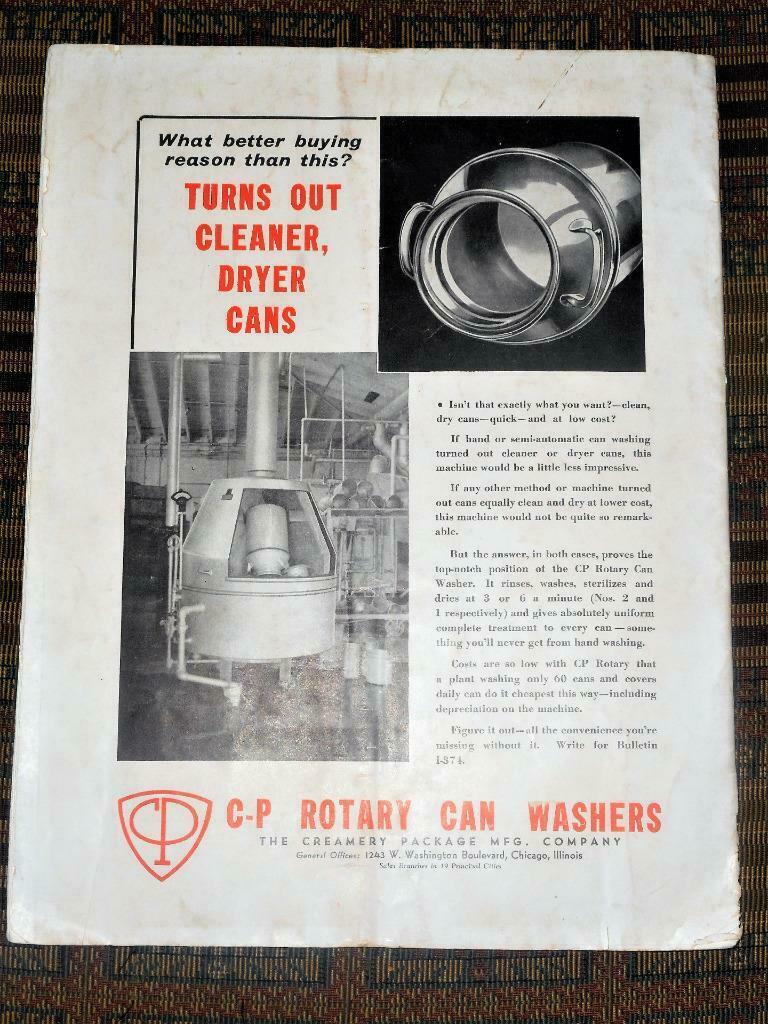 What better buying
reason than this?
TURNS OUT
CLEANER,
DRYER
CANS
• Isn't that exactly what you want?—clean,
dry cans—quick—and at low cost?
If hand or semi-automatic can washing
turned out cleaner or dryer cans, this
machine would be a little less impressive.
If any other method or machine turned
out cans equally clean and dry at lower cost,
this machine would not be quite so remark-
able.
But the answer, in both cases, proves the
top-notch position of the CP Rotary Can
Washer. It rinses, washes, sterilizes and
dries at 3 or 6 a minute (Nos. 2 and
1 respectively) and gives absolutely uniform
complete treatment to every can—some-
thing you'll never get from hand washing.
Costs are so low with CP Rotary that
a plant washing only 60 cans and covers
daily can do it cheapest this way—including
depreciation on the machine.
Figure it out—all the convenience you're
missing without it. Write for Bulletin
I-374.
CP
C-P ROTARY CAN WASHERS
THE CREAMERY PACKAGE MFG. COMPANY
General Offices: 1243 W. Washington Boulevard, Chicago, Illinois
Sales Branches in 19 Principal Cities